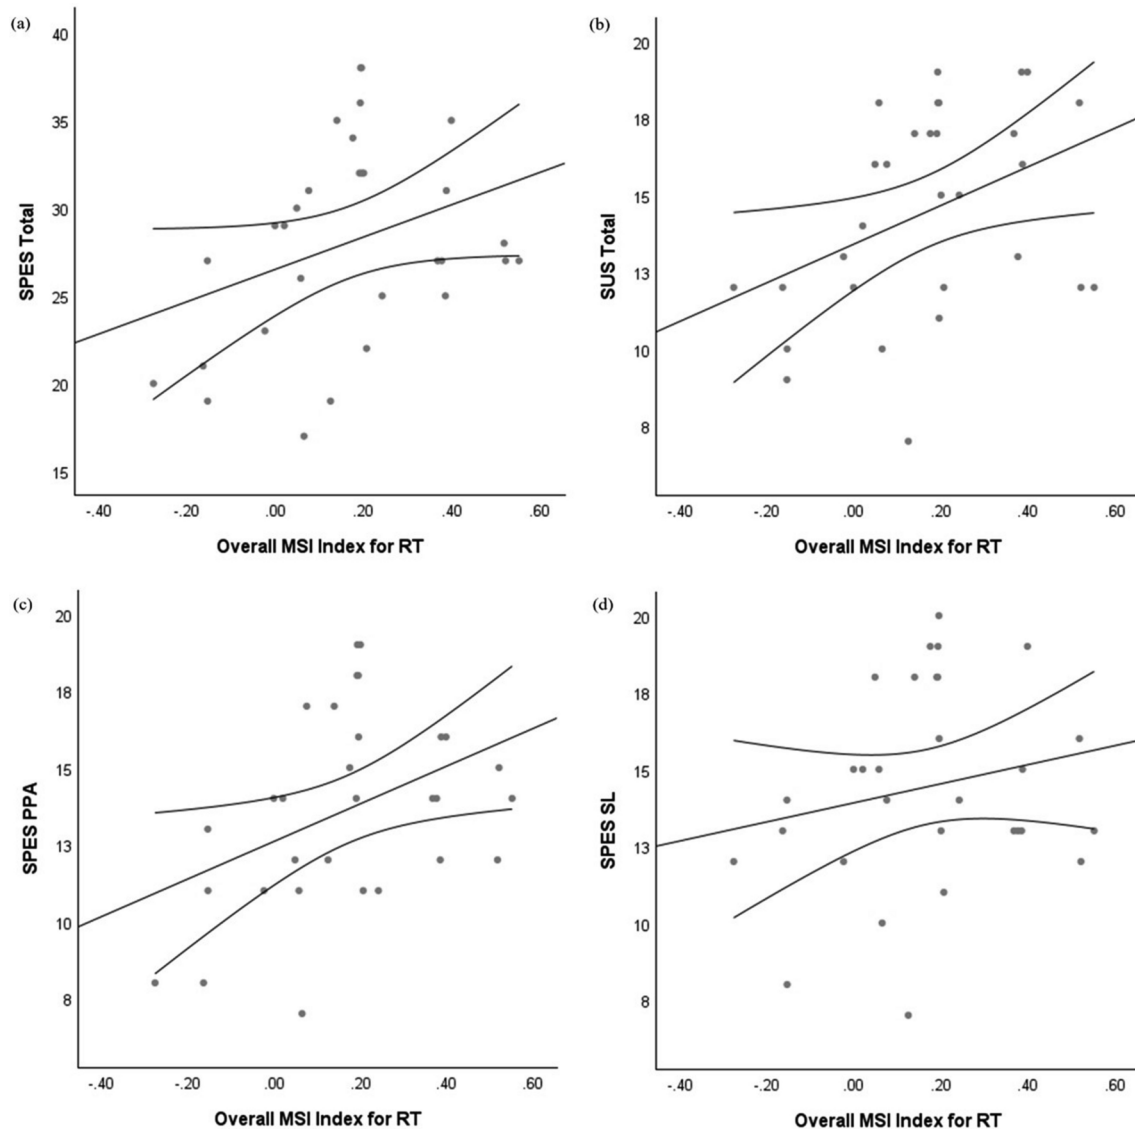 (a)
SPES Total
40
35
30
25
20
15
-.40 -.20 .00 .20 .40 .60
Overall MSI Index for RT
(b)
SUS Total
20
18
15
13
10
8
-.40 -.20 .00 .20 .40 .60
Overall MSI Index for RT
(c)
SPES PPA
20
18
15
13
10
8
-.40 -.20 .00 .20 .40 .60
Overall MSI Index for RT
(d)
SPES SL
20
18
15
13
10
8
-.40 -.20 .00 .20 .40 .60
Overall MSI Index for RT